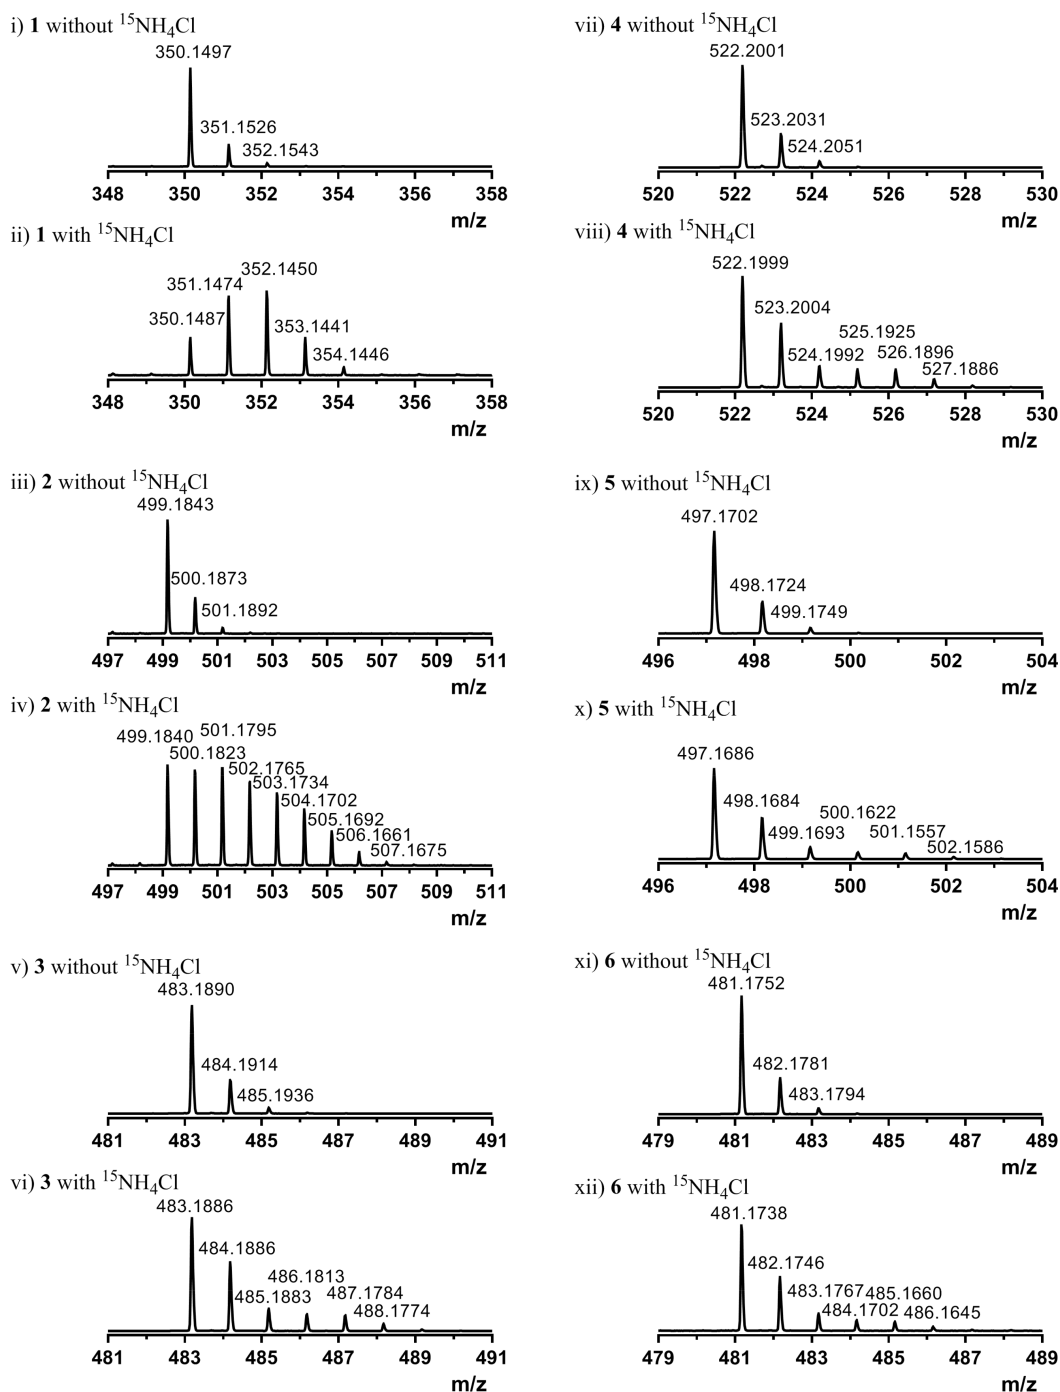 i) 1 without ¹⁵NH₄Cl
350.1497
351.1526
352.1543
348 350 352 354 356 358
m/z
ii) 1 with ¹⁵NH₄Cl
352.1450
351.1474
350.1487
353.1441
354.1446
348 350 352 354 356 358
m/z
iii) 2 without ¹⁵NH₄Cl
499.1843
500.1873
501.1892
497 499 501 503 505 507 509 511
m/z
iv) 2 with ¹⁵NH₄Cl
501.1795
499.1840
500.1823
502.1765
503.1734
504.1702
505.1692
506.1661
507.1675
497 499 501 503 505 507 509 511
m/z
v) 3 without ¹⁵NH₄Cl
483.1890
484.1914
485.1936
481 483 485 487 489 491
m/z
vi) 3 with ¹⁵NH₄Cl
483.1886
484.1886
486.1813
485.1883
487.1784
488.1774
481 483 485 487 489 491
m/z
vii) 4 without ¹⁵NH₄Cl
522.2001
523.2031
524.2051
520 522 524 526 528 530
m/z
viii) 4 with ¹⁵NH₄Cl
522.1999
523.2004
525.1925
524.1992
526.1896
527.1886
520 522 524 526 528 530
m/z
ix) 5 without ¹⁵NH₄Cl
497.1702
498.1724
499.1749
496 498 500 502 504
m/z
x) 5 with ¹⁵NH₄Cl
497.1686
498.1684
500.1622
499.1693
501.1557
502.1586
496 498 500 502 504
m/z
xi) 6 without ¹⁵NH₄Cl
481.1752
482.1781
483.1794
479 481 483 485 487 489
m/z
xii) 6 with ¹⁵NH₄Cl
481.1738
482.1746
483.1767 485.1660
484.1702 486.1645
479 481 483 485 487 489
m/z